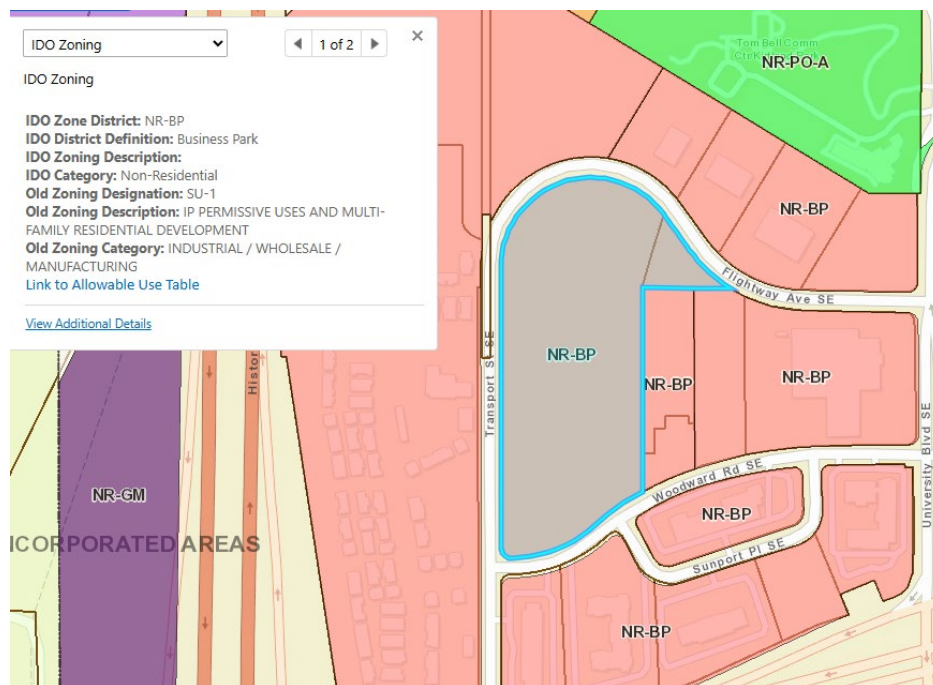 IDO Zoning
1 of 2
IDO Zoning
IDO Zone District: NR-BP
IDO District Definition: Business Park
IDO Zoning Description:
IDO Category: Non-Residential
Old Zoning Designation: SU-1
Old Zoning Description: IP PERMISSIVE USES AND MULTI-
FAMILY RESIDENTIAL DEVELOPMENT
Old Zoning Category: INDUSTRIAL / WHOLESALE /
MANUFACTURING
Link to Allowable Use Table
View Additional Details
Tom Bell Comm
NR-PO-A
NR-BP
Flightway Ave SE
Transport St SE
NR-BP
NR-BP
NR-BP
Histor
University Blvd SE
Woodward Rd SE
NR-GM
NR-BP
ICORPORATED AREAS
Sunport Pl SE
NR-BP